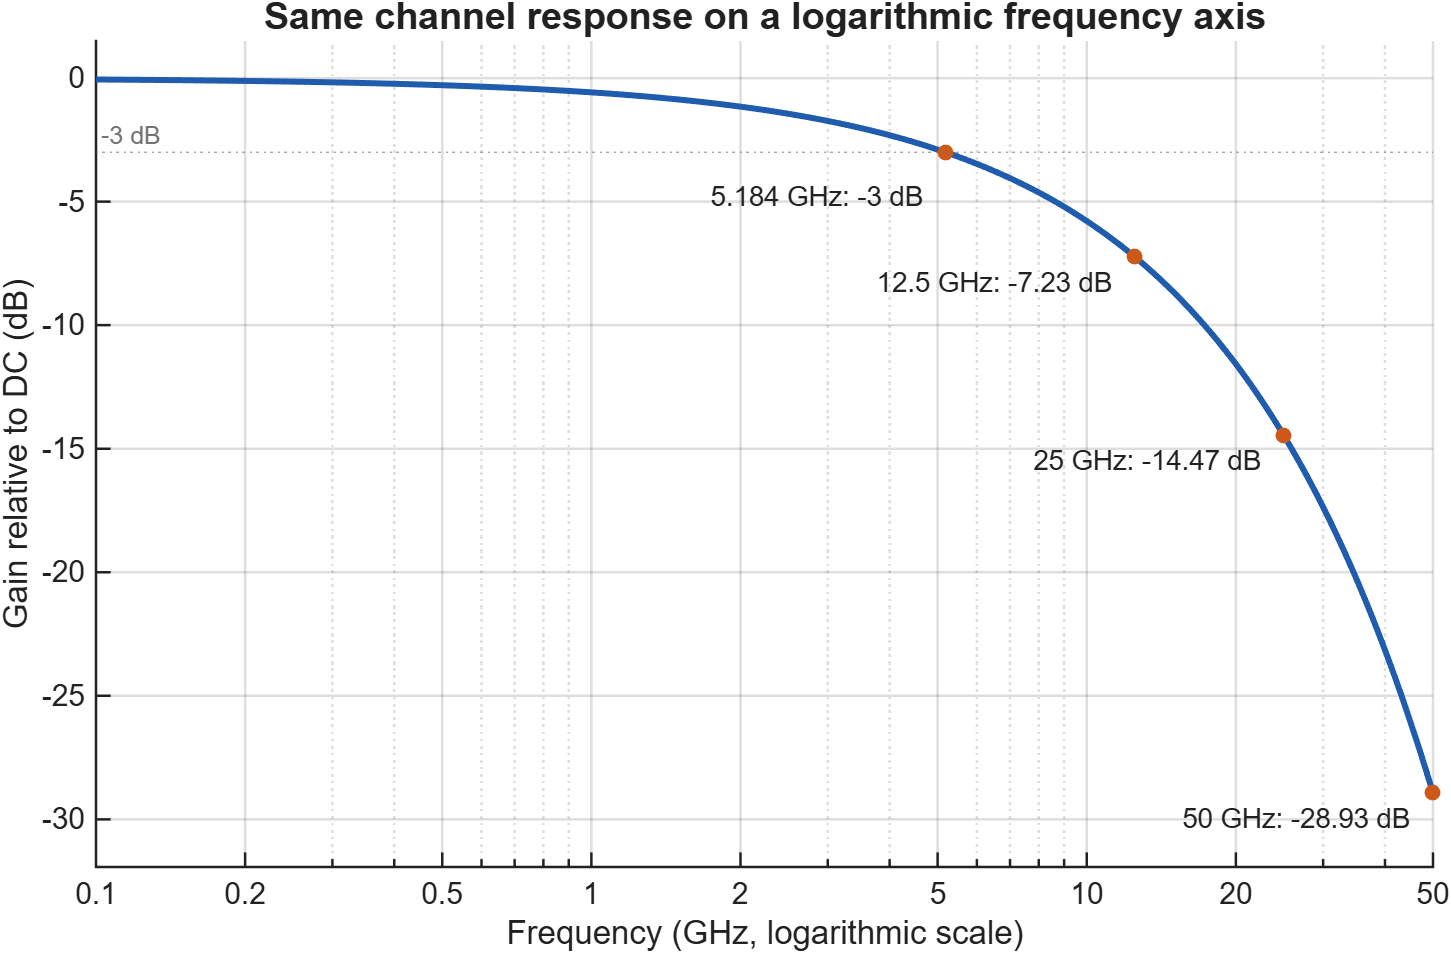 Same channel response on a logarithmic frequency axis
Gain relative to DC (dB)
0
-3 dB
-5
-10
-15
-20
-25
-30
5.184 GHz: -3 dB
12.5 GHz: -7.23 dB
25 GHz: -14.47 dB
50 GHz: -28.93 dB
0.1 0.2 0.5 1 2 5 10 20 50
Frequency (GHz, logarithmic scale)